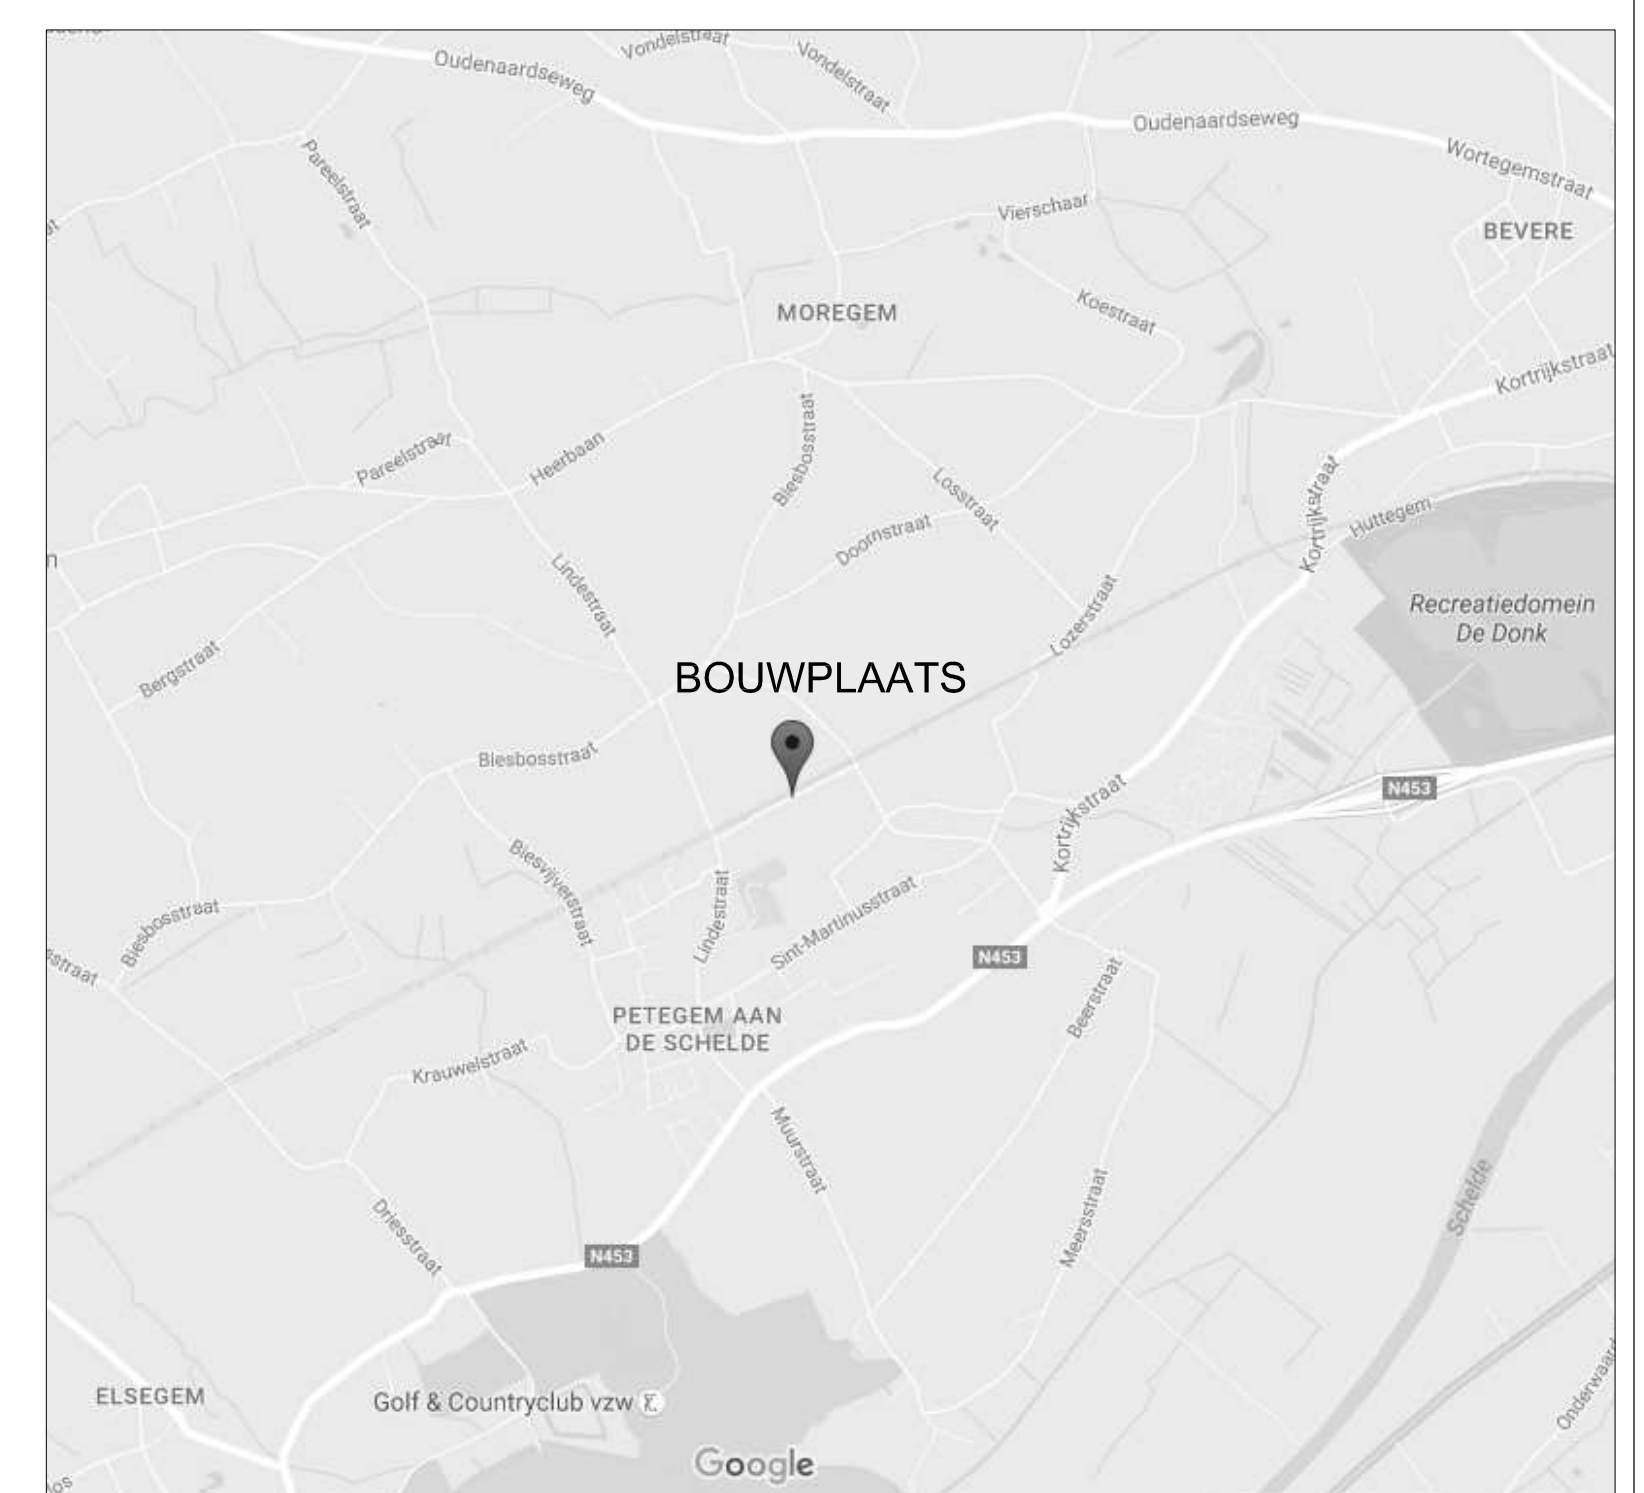 Vondelstraat
Oudenaardseweg
Vondelstraat
Oudenaardseweg
Wortegemstraat
Pareelstraat
Vierschaar
BEVERE
Koestraat
MOREGEM
Kortrijkstraat
Biesbosstraat
Pareelstraat
Heerbaan
Losstraat
Kortrijkstraat
Huttegem
Doornstraat
Lindestraat
Recreatiedomein
De Donk
Lozerstraat
Bergstraat
BOUWPLAATS
Biesbosstraat
N453
Kortrijkstraat
Biesvijverstraat
Lindestraat
Sint-Martinusstraat
Biesbosstraat
N453
Beerstraat
PETEGEM AAN
DE SCHELDE
Krauwelstraat
Muurstraat
Schelde
Meersstraat
Driesstraat
N453
ELSEGEM
Golf & Countryclub vzw
Google